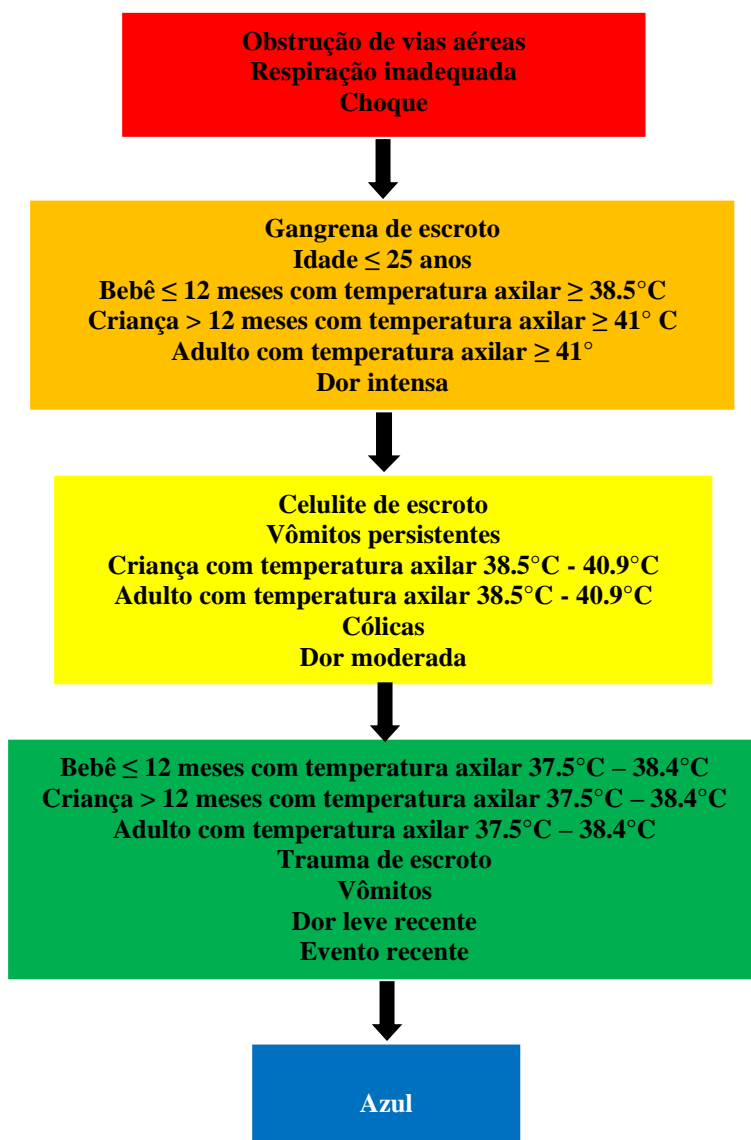 Obstrução de vias aéreas
Respiração inadequada
Choque
Gangrena de escroto
Idade ≤ 25 anos
Bebê ≤ 12 meses com temperatura axilar ≥ 38.5°C
Criança > 12 meses com temperatura axilar ≥ 41° C
Adulto com temperatura axilar ≥ 41°
Dor intensa
Celulite de escroto
Vômitos persistentes
Criança com temperatura axilar 38.5°C - 40.9°C
Adulto com temperatura axilar 38.5°C - 40.9°C
Cólicas
Dor moderada
Bebê ≤ 12 meses com temperatura axilar 37.5°C – 38.4°C
Criança > 12 meses com temperatura axilar 37.5°C – 38.4°C
Adulto com temperatura axilar 37.5°C – 38.4°C
Trauma de escroto
Vômitos
Dor leve recente
Evento recente
Azul